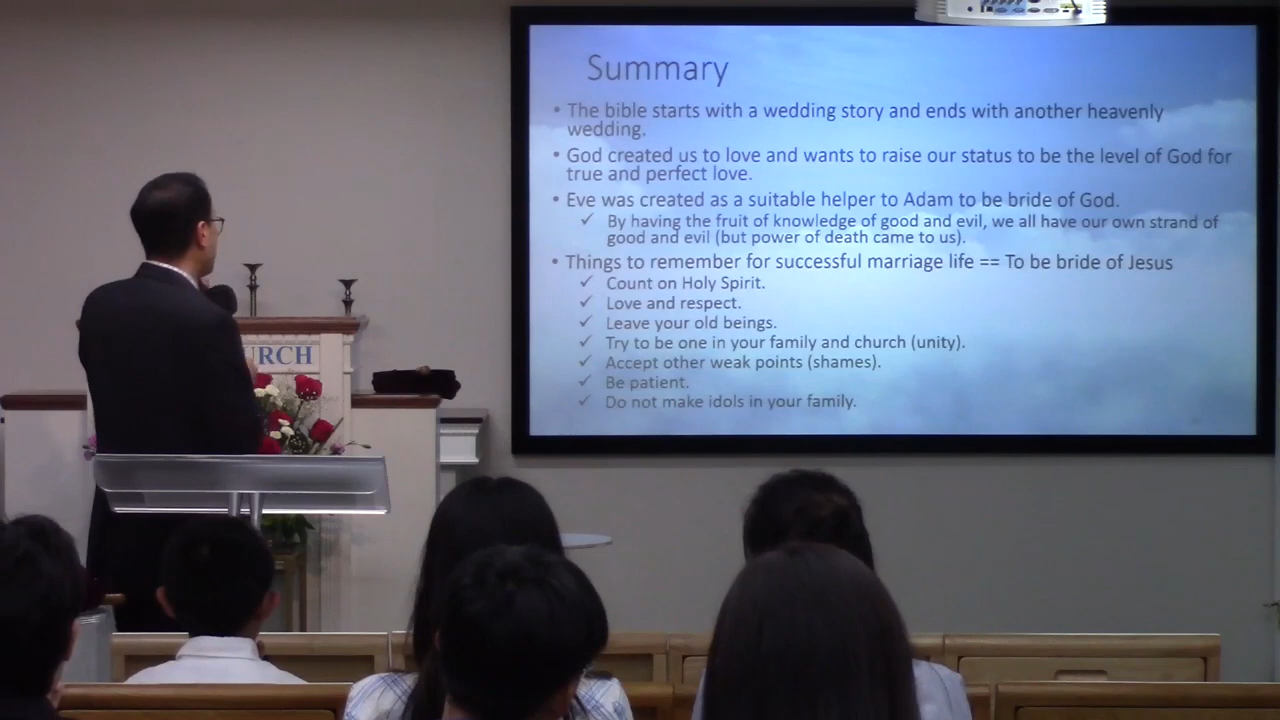 Summary
• The bible starts with a wedding story and ends with another heavenly
wedding.
• God created us to love and wants to raise our status to be the level of God for
true and perfect love.
• Eve was created as a suitable helper to Adam to be bride of God.
✓ By having the fruit of knowledge of good and evil, we all have our own strand of
good and evil (but power of death came to us).
• Things to remember for successful marriage life == To be bride of Jesus
✓ Count on Holy Spirit.
✓ Love and respect.
✓ Leave your old beings.
✓ Try to be one in your family and church (unity).
✓ Accept other weak points (shames).
✓ Be patient.
✓ Do not make idols in your family.
URCH